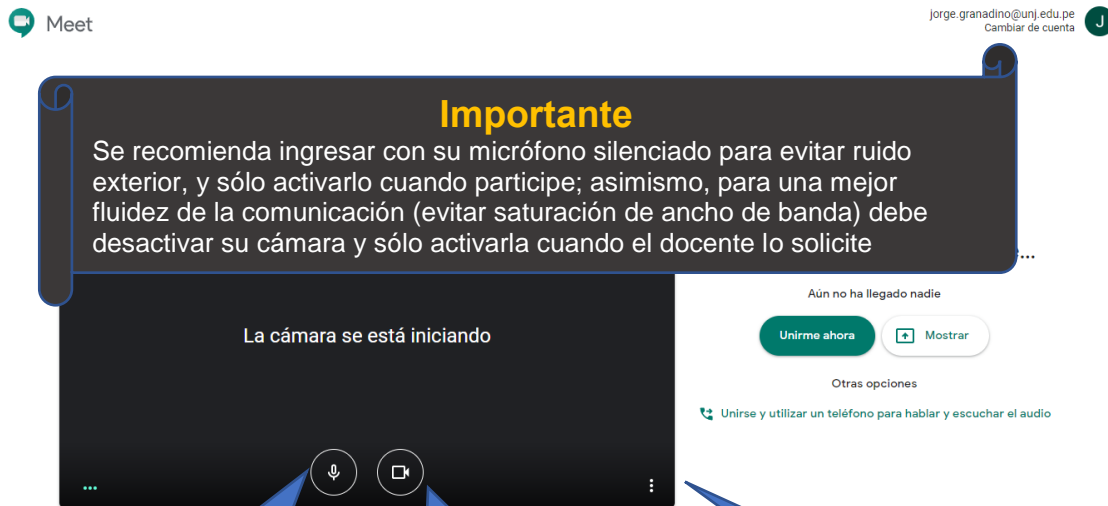 Meet
jorge.granadino@unj.edu.pe
Cambiar de cuenta
J
Importante
Se recomienda ingresar con su micrófono silenciado para evitar ruido
exterior, y sólo activarlo cuando participe; asimismo, para una mejor
fluidez de la comunicación (evitar saturación de ancho de banda) debe
desactivar su cámara y sólo activarla cuando el docente lo solicite
Aún no ha llegado nadie
La cámara se está iniciando
Unirme ahora
Mostrar
Otras opciones
Unirse y utilizar un teléfono para hablar y escuchar el audio